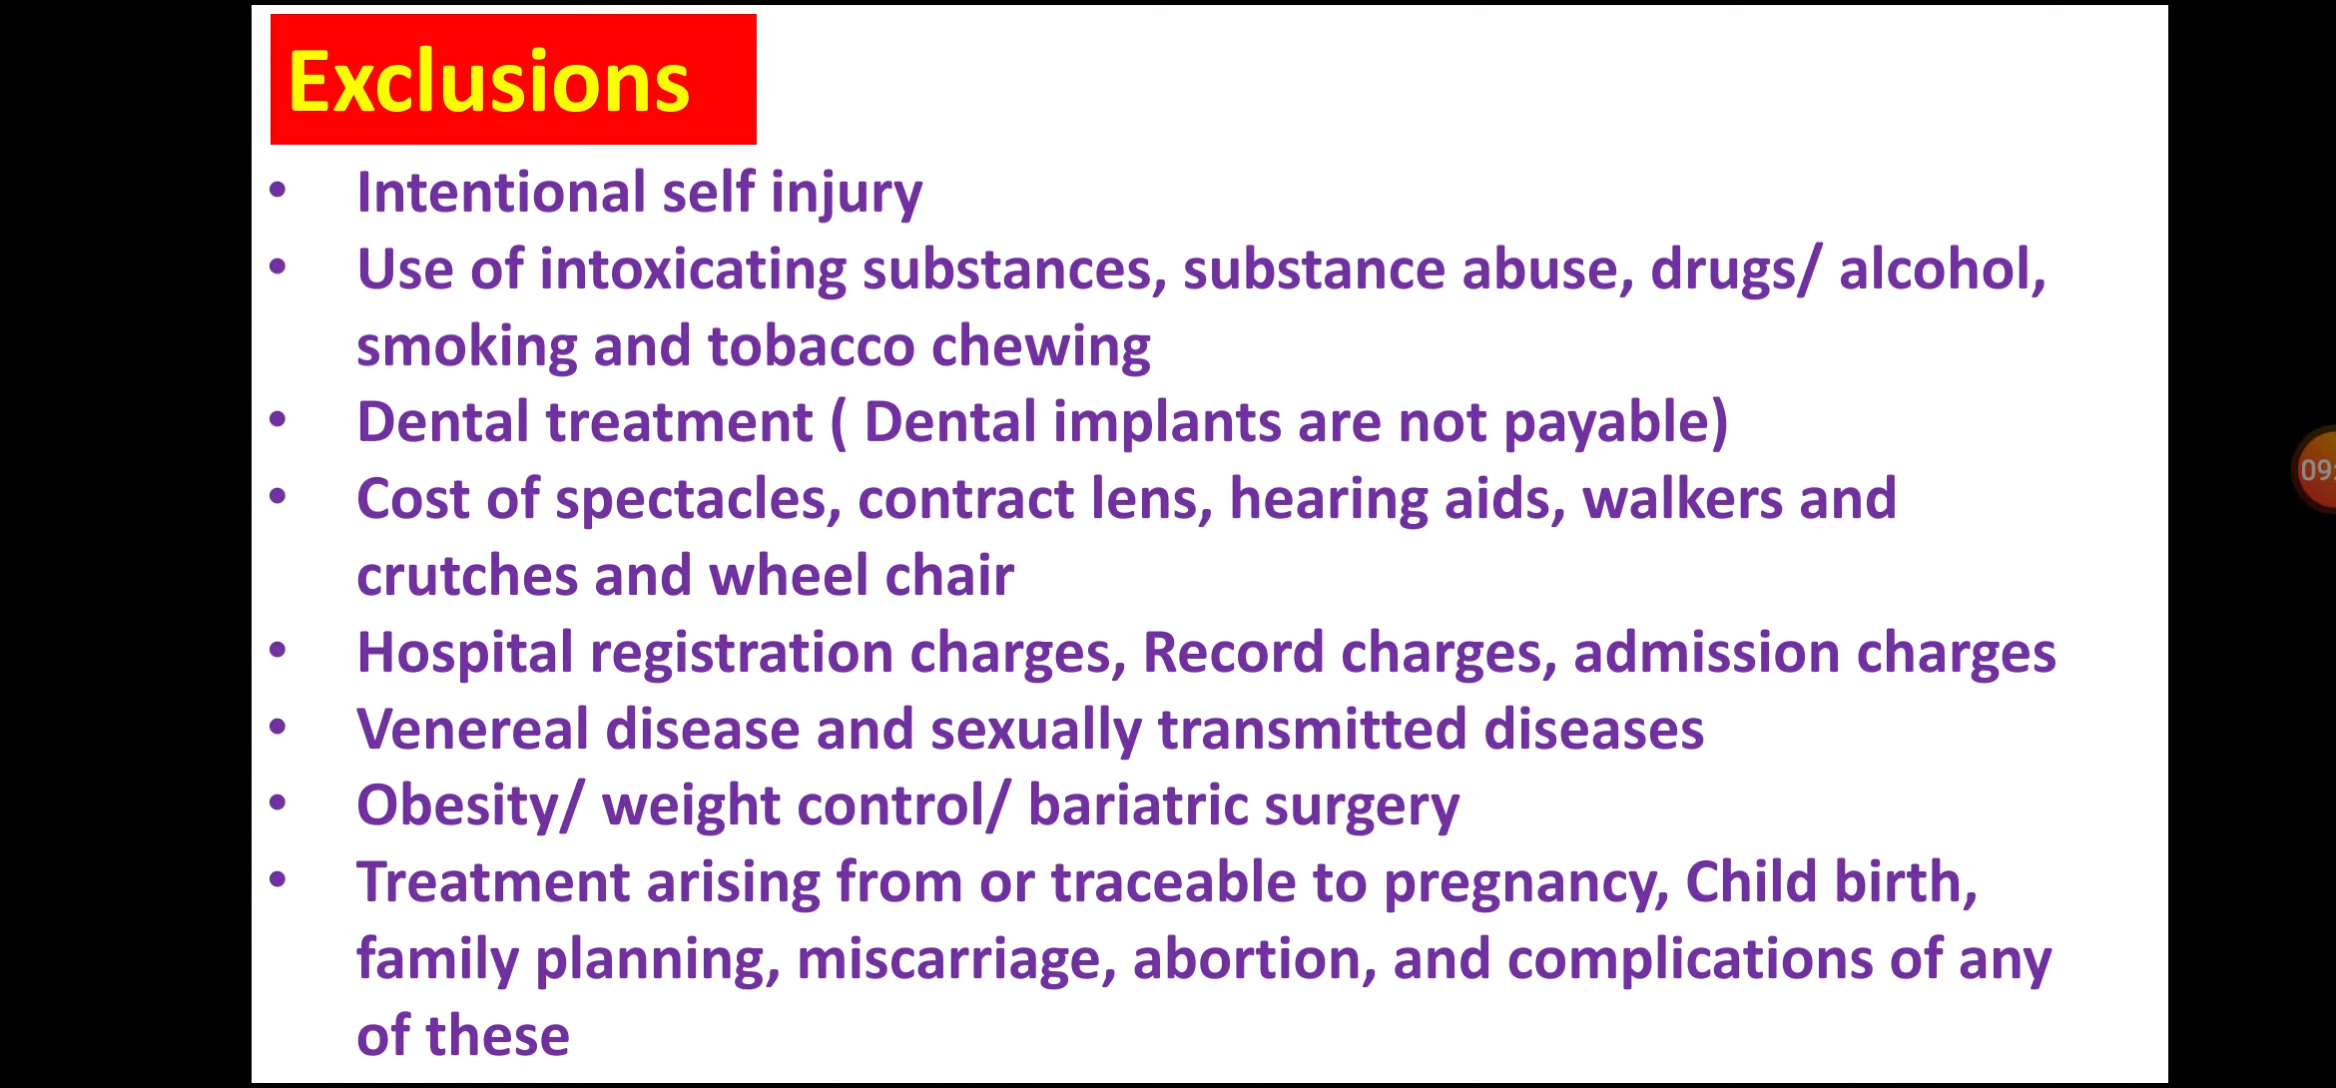 Exclusions
• Intentional self injury
• Use of intoxicating substances, substance abuse, drugs/ alcohol,
smoking and tobacco chewing
• Dental treatment ( Dental implants are not payable)
• Cost of spectacles, contract lens, hearing aids, walkers and
crutches and wheel chair
• Hospital registration charges, Record charges, admission charges
• Venereal disease and sexually transmitted diseases
• Obesity/ weight control/ bariatric surgery
• Treatment arising from or traceable to pregnancy, Child birth,
family planning, miscarriage, abortion, and complications of any
of these
09: